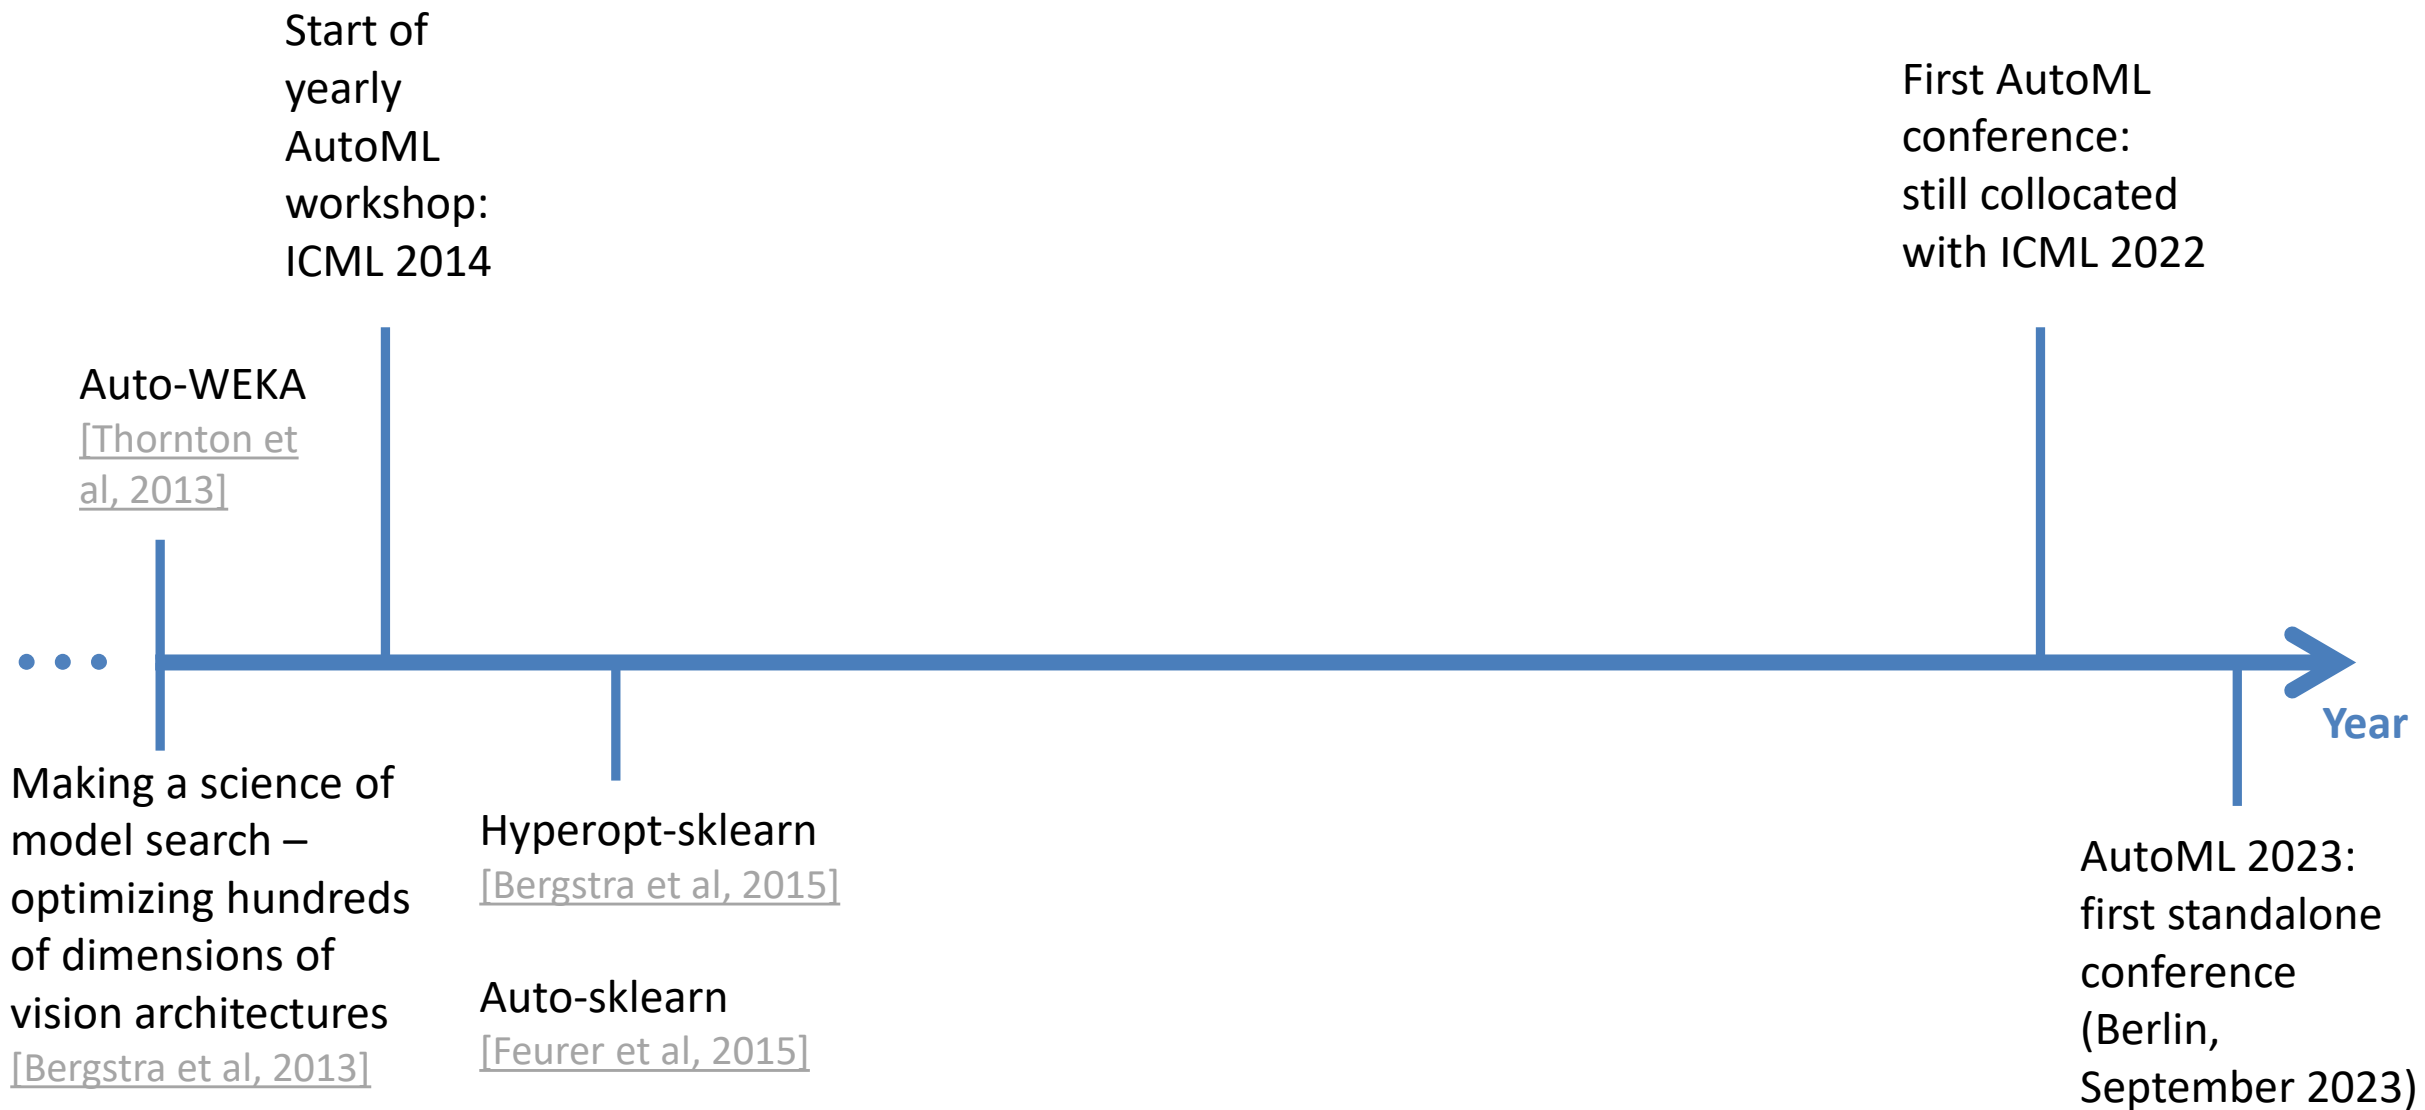 Start of
yearly
AutoML
workshop:
ICML 2014
First AutoML
conference:
still collocated
with ICML 2022
Auto-WEKA
[Thornton et
al, 2013]
Year
Making a science of
model search –
optimizing hundreds
of dimensions of
vision architectures
[Bergstra et al, 2013]
Hyperopt-sklearn
[Bergstra et al, 2015]
Auto-sklearn
[Feurer et al, 2015]
AutoML 2023:
first standalone
conference
(Berlin,
September 2023)